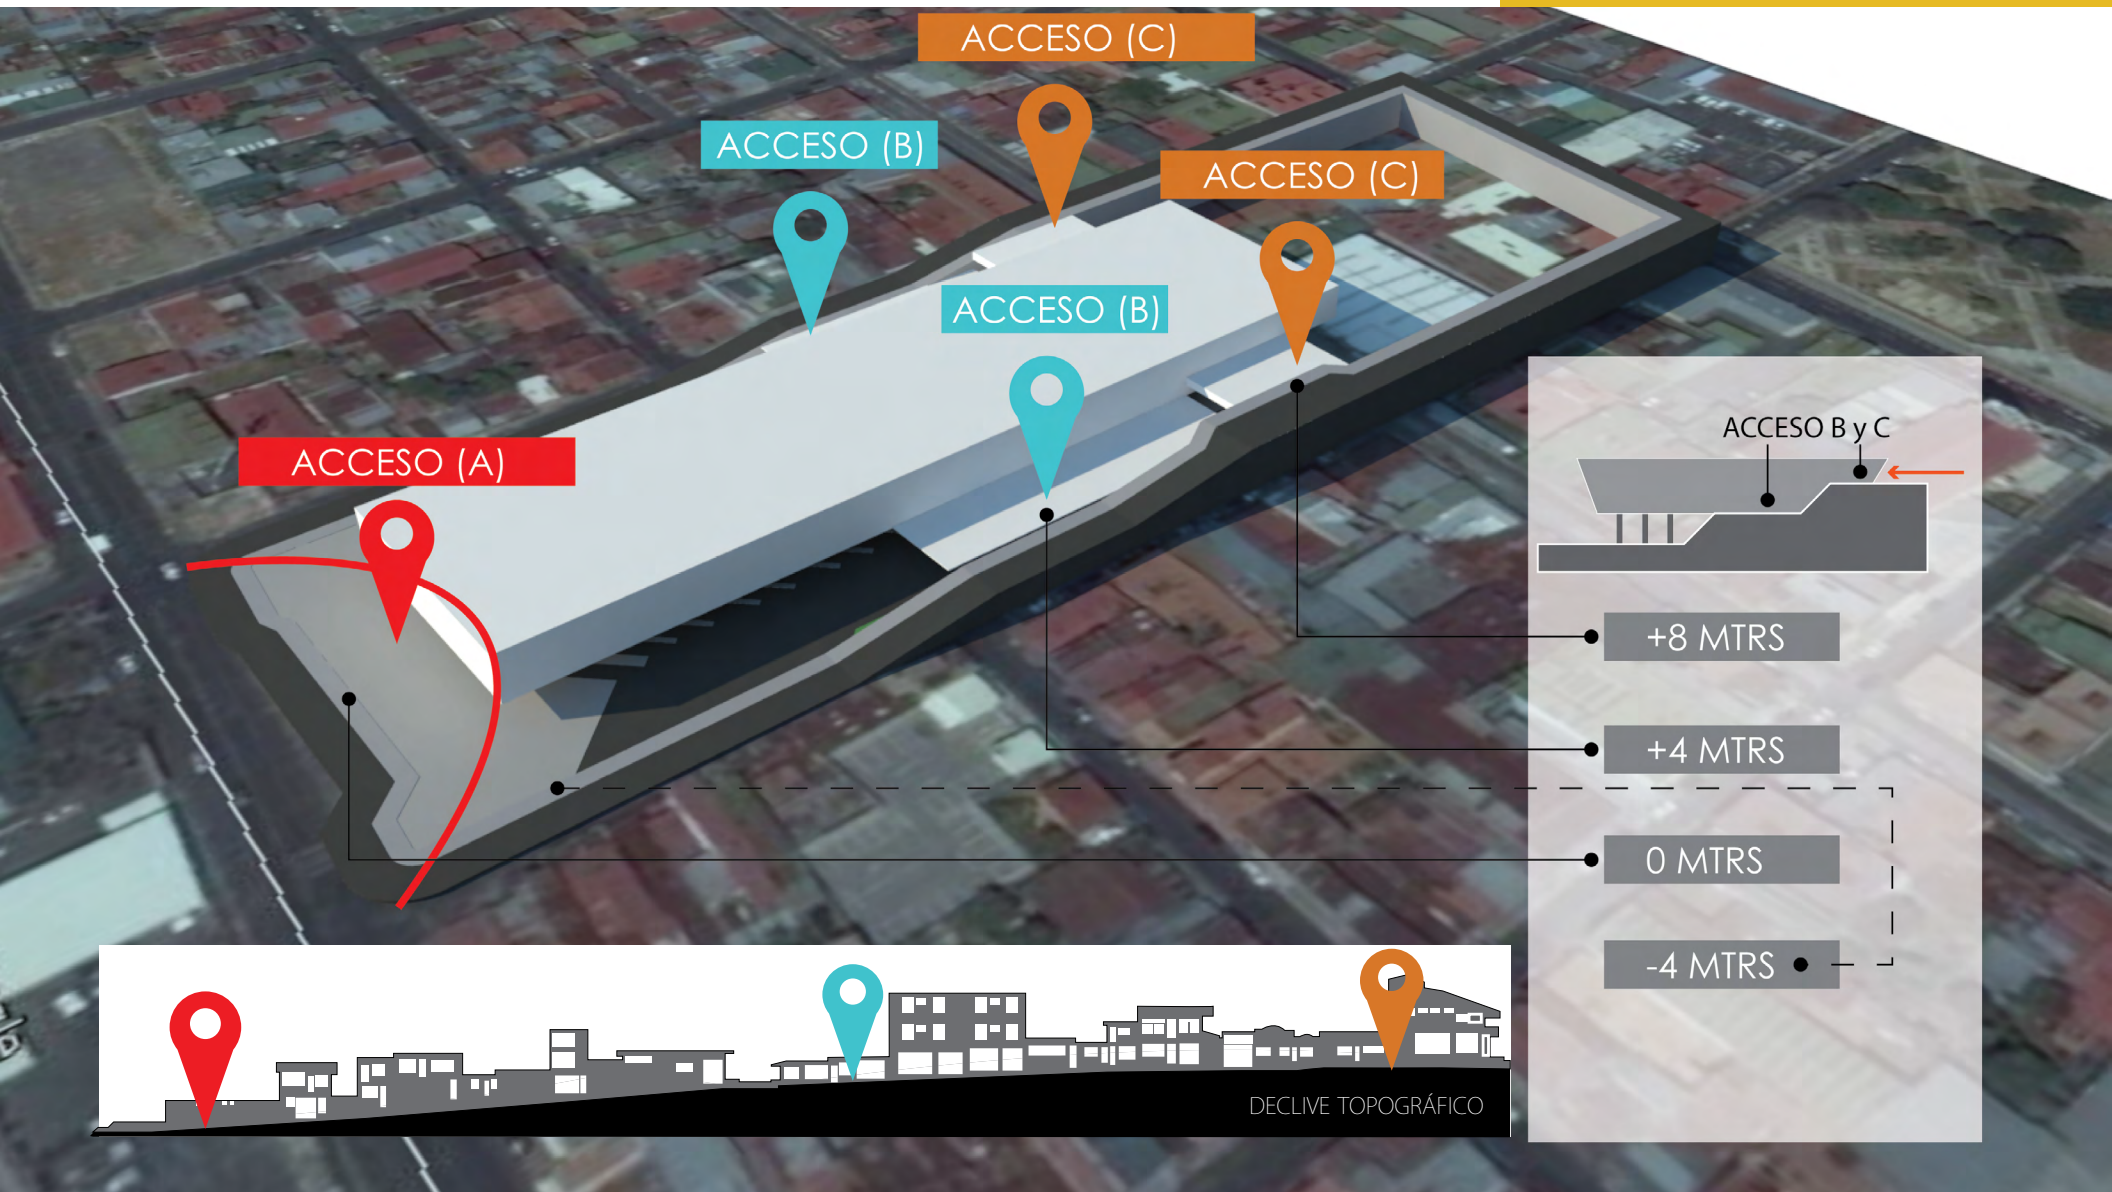 ACCESO (C)
ACCESO (B)
ACCESO (C)
ACCESO (B)
ACCESO (A)
ACCESO B y C
+8 MTRS
+4 MTRS
0 MTRS
-4 MTRS
DECLIVE TOPOGRÁFICO